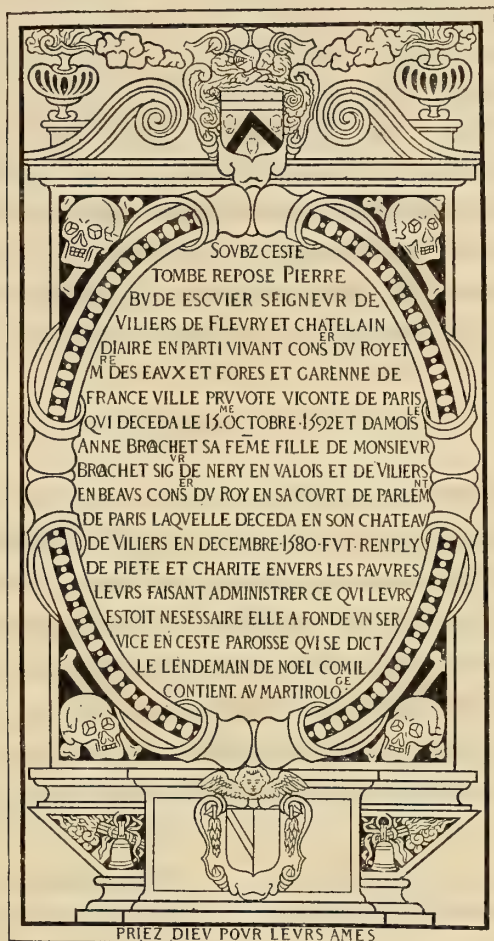 SOVBZ CESTE
TOMBE REPOSE PIERRE
BVDE ESCVIER SEIGNEVR DE
VILIERS DE FLEVRY ET CHATELAIN
DIAIRE EN PARTI VIVANT CONS ER DV ROY ET
M RE DES EAVX ET FORES ET GARENNE DE
FRANCE VILLE PRVVOTE VICONTE DE PARIS
QVI DECEDA LE 15 ME OCTOBRE · 1592 ET DAMOIS LE
ANNE BRACHET SA FEM̄E FILLE DE MONSIEVR
BRACHET SIG VR DE NERY EN VALOIS ET DE VILIERS
EN BEAVS CONS ER DV ROY EN SA COVRT DE PARLEM NT
DE PARIS LAQVELLE DECEDA EN SON CHATEAV
DE VILIERS EN DECEMBRE · 1580 · FVT RENPLY
DE PIETE ET CHARITE ENVERS LES PAVVRES
LEVRS FAISANT ADMINISTRER CE QVI LEVRS
ESTOIT NESESSAIRE ELLE A FONDE VN SER
VICE EN CESTE PAROISSE QVI SE DICT
LE LENDEMAIN DE NOEL COM IL
CONTIENT AV MARTIROLO GE
PRIEZ DIEV POVR LEVRS AMES